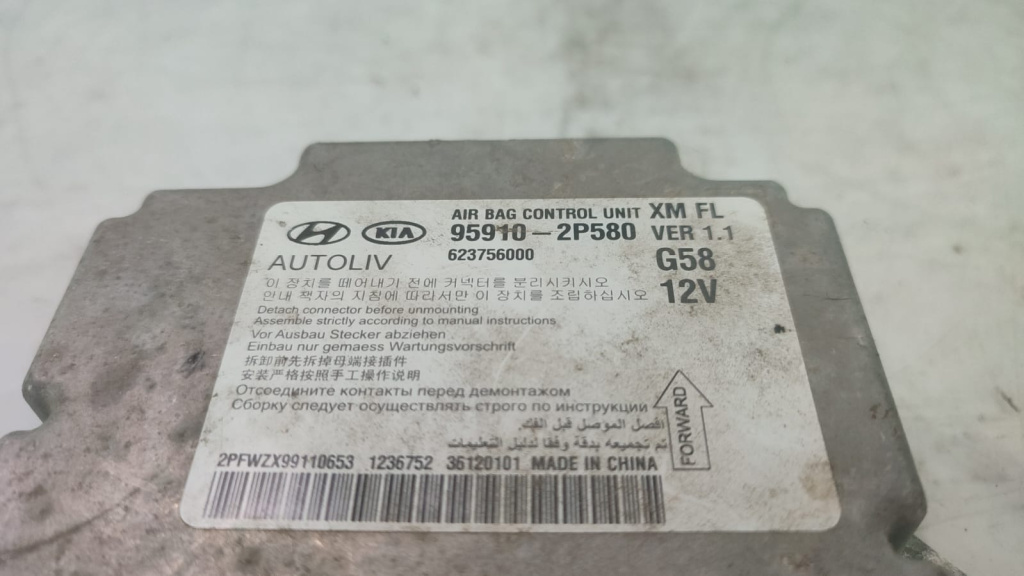 KIA
AIR BAG CONTROL UNIT XM FL
95910-2P580 VER 1.1
AUTOLIV 623756000 G58
12V
이 장치를 떼어내기 전에 커넥터를 분리시키시오
안내 책자의 지침에 따라서만 이 장치를 조립하십시오
Detach connector before unmounting
Assemble strictly according to manual instructions
Vor Ausbau Stecker abziehen
Einbau nur gemaess Wartungsvorschrift
拆卸前先拆掉母端接插件
安装严格按照手工操作说明
Отсоедините контакты перед демонтажом
Сборку следует осуществлять строго по инструкции
افصل الموصل قبل الفك
تم تجميعه بدقة وفقا لدليل التعليمات
FORWARD
2PFWZX99110653 1236752 36120101 MADE IN CHINA